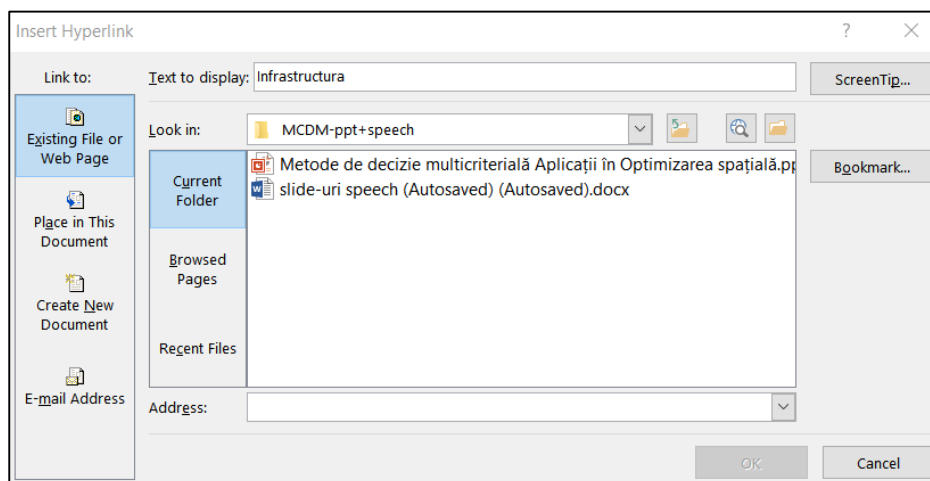 Insert Hyperlink ?
Link to:
Text to display: Infrastructura
ScreenTip...
Existing File or
Web Page
Look in: MCDM-ppt+speech
Place in This
Document
Create New
Document
E-mail Address
Current
Folder
Browsed
Pages
Recent Files
Metode de decizie multicriterială Aplicații în Optimizarea spațială.pp
slide-uri speech (Autosaved) (Autosaved).docx
Bookmark...
Address:
OK
Cancel